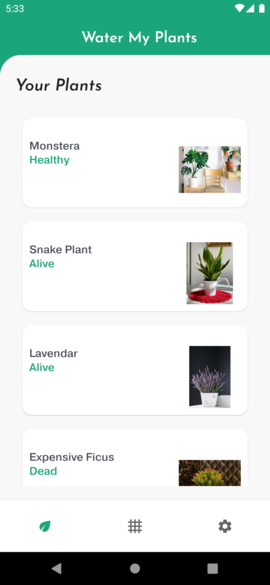 5:33
Water My Plants
Your Plants
Monstera
Healthy
Snake Plant
Alive
Lavendar
Alive
Expensive Ficus
Dead